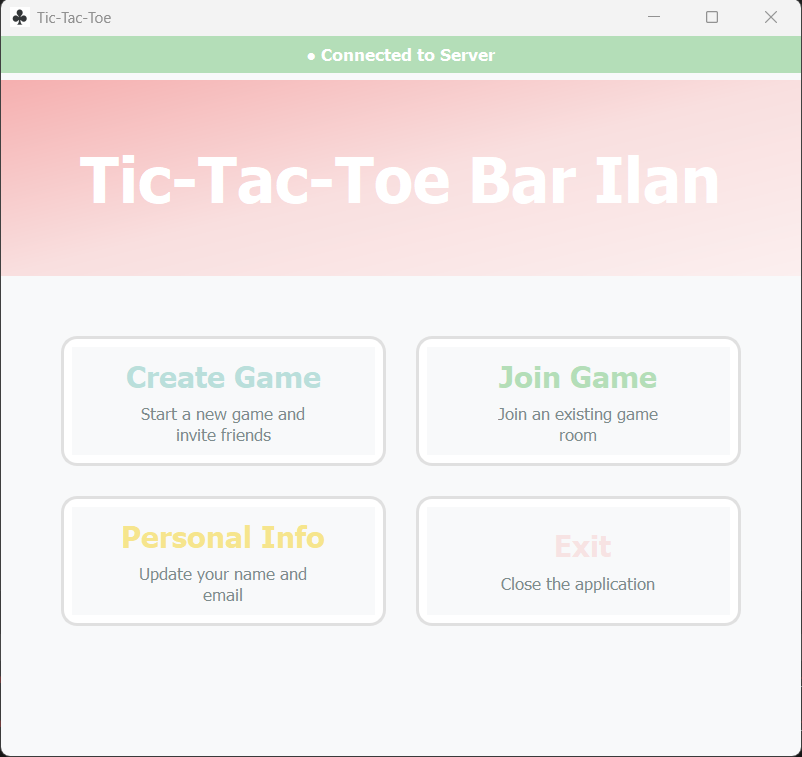 Tic-Tac-Toe
● Connected to Server
Tic-Tac-Toe Bar Ilan
Create Game
Start a new game and
invite friends
Join Game
Join an existing game
room
Personal Info
Update your name and
email
Exit
Close the application